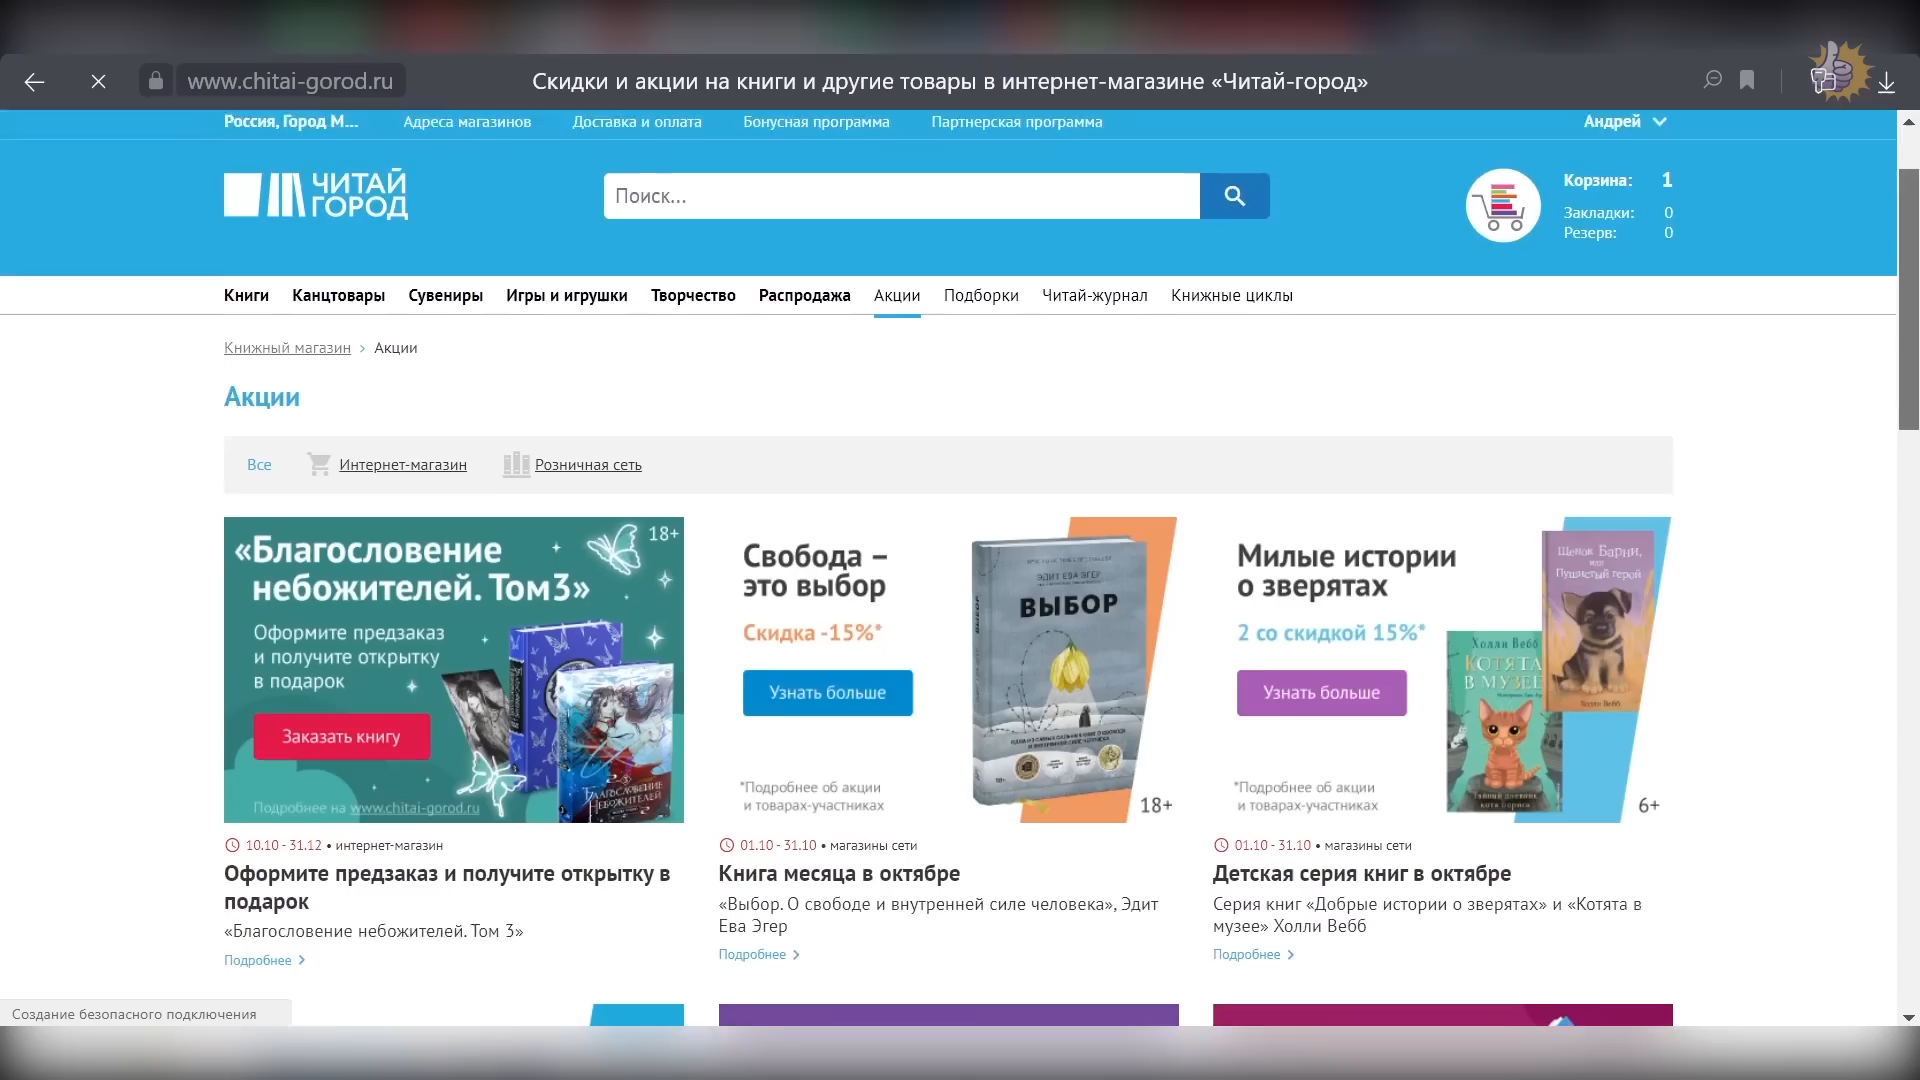 www.chitai-gorod.ru
Скидки и акции на книги и другие товары в интернет-магазине «Читай-город»
Россия, Город М...
Адреса магазинов
Доставка и оплата
Бонусная программа
Партнерская программа
Андрей
ЧИТАЙ
ГОРОД
Поиск...
Корзина: 1
Закладки: 0
Резерв: 0
Книги Канцтовары Сувениры Игры и игрушки Творчество Распродажа Акции Подборки Читай-журнал Книжные циклы
Книжный магазин > Акции
Акции
Все Интернет-магазин Розничная сеть
«Благословение
небожителей. Том3»
18+
Оформите предзаказ
и получите открытку
в подарок
Заказать книгу
Подробнее на www.chitai-gorod.ru
БЛАГОСЛОВЕНИЕ
НЕБОЖИТЕЛЕЙ
10.10 - 31.12 • интернет-магазин
Оформите предзаказ и получите открытку в
подарок
«Благословение небожителей. Том 3»
Подробнее
Свобода –
это выбор
Скидка -15%*
Узнать больше
*Подробнее об акции
и товарах-участниках
ЭДИТ ЕВА ЭГЕР
ВЫБОР
18+
01.10 - 31.10 • магазины сети
Книга месяца в октябре
«Выбор. О свободе и внутренней силе человека», Эдит
Ева Эгер
Подробнее
Милые истории
о зверятах
2 со скидкой 15%*
Узнать больше
*Подробнее об акции
и товарах-участниках
Щенок Барни,
или
Пушистый герой
Холли Вебб
Холли Вебб
КОТЯТА
В МУЗЕЕ
6+
01.10 - 31.10 • магазины сети
Детская серия книг в октябре
Серия книг «Добрые истории о зверятах» и «Котята в
музее» Холли Вебб
Подробнее
Создание безопасного подключения